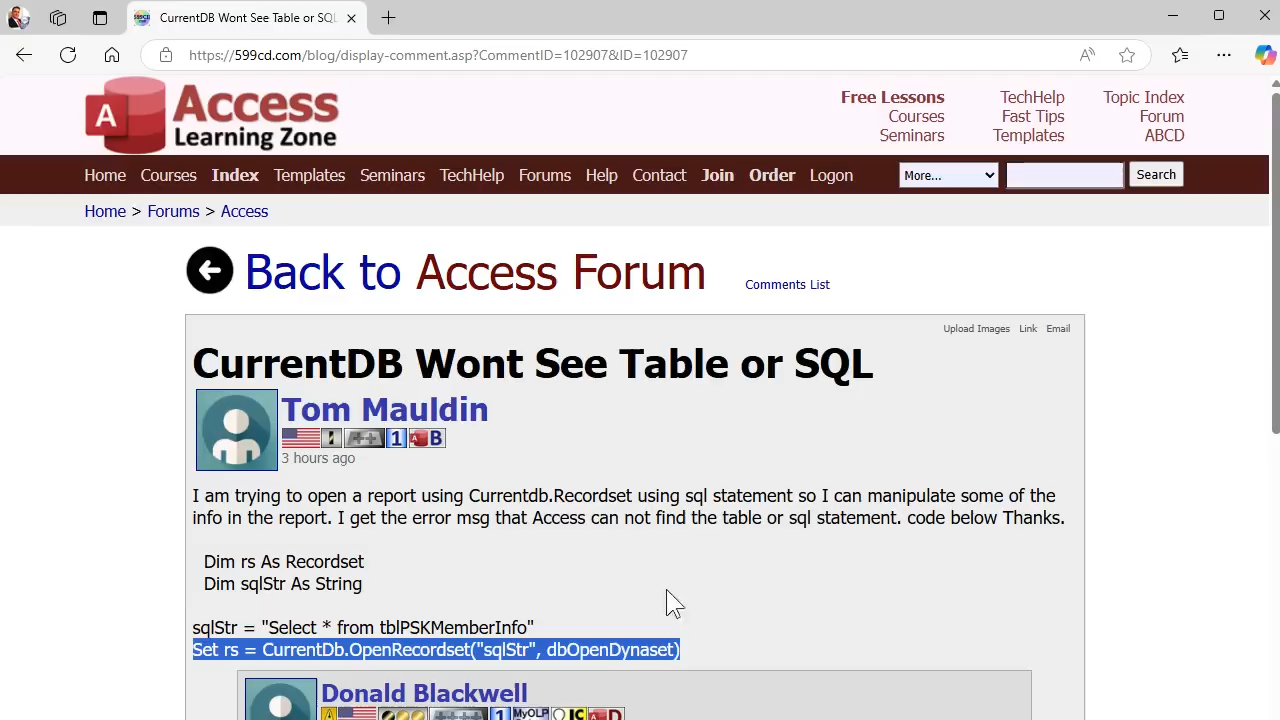 CurrentDB Wont See Table or SQL
https://599cd.com/blog/display-comment.asp?CommentID=102907&ID=102907
A Access
Learning Zone
Free Lessons TechHelp Topic Index
Courses Fast Tips Forum
Seminars Templates ABCD
Home Courses Index Templates Seminars TechHelp Forums Help Contact Join Order Logon More... Search
Home > Forums > Access
Back to Access Forum Comments List
Upload Images Link Email
CurrentDB Wont See Table or SQL
Tom Mauldin
++ 1 A B
3 hours ago
I am trying to open a report using Currentdb.Recordset using sql statement so I can manipulate some of the
info in the report. I get the error msg that Access can not find the table or sql statement. code below Thanks.
Dim rs As Recordset
Dim sqlStr As String
sqlStr = "Select * from tblPSKMemberInfo"
Set rs = CurrentDb.OpenRecordset("sqlStr", dbOpenDynaset)
Donald Blackwell